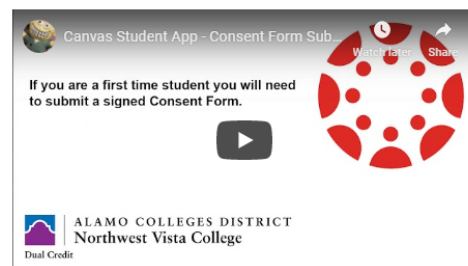 Canvas Student App - Consent Form Sub...
Watch later
Share
If you are a first time student you will need
to submit a signed Consent Form.
ALAMO COLLEGES DISTRICT
Northwest Vista College
Dual Credit